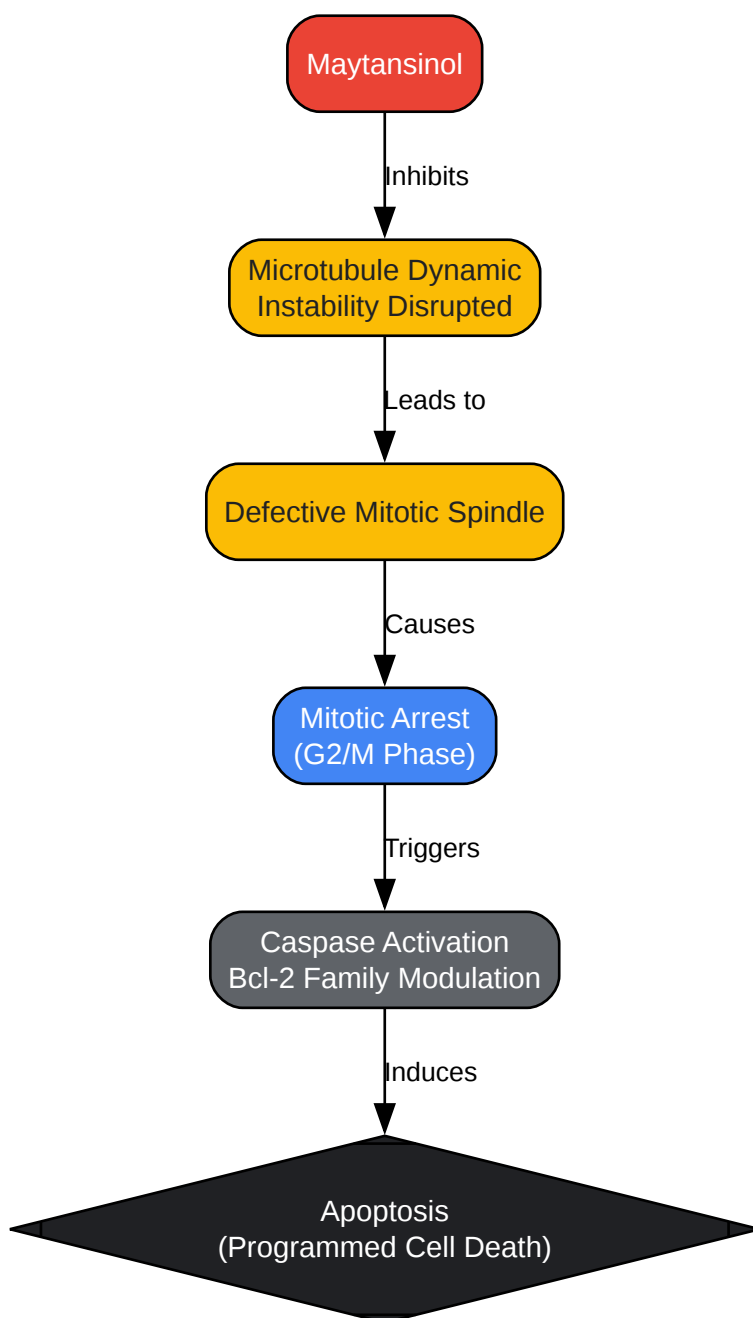 Maytansinol
Inhibits
Microtubule Dynamic
Instability Disrupted
Leads to
Defective Mitotic Spindle
Causes
Mitotic Arrest
(G2/M Phase)
Triggers
Caspase Activation
Bcl-2 Family Modulation
Induces
Apoptosis
(Programmed Cell Death)